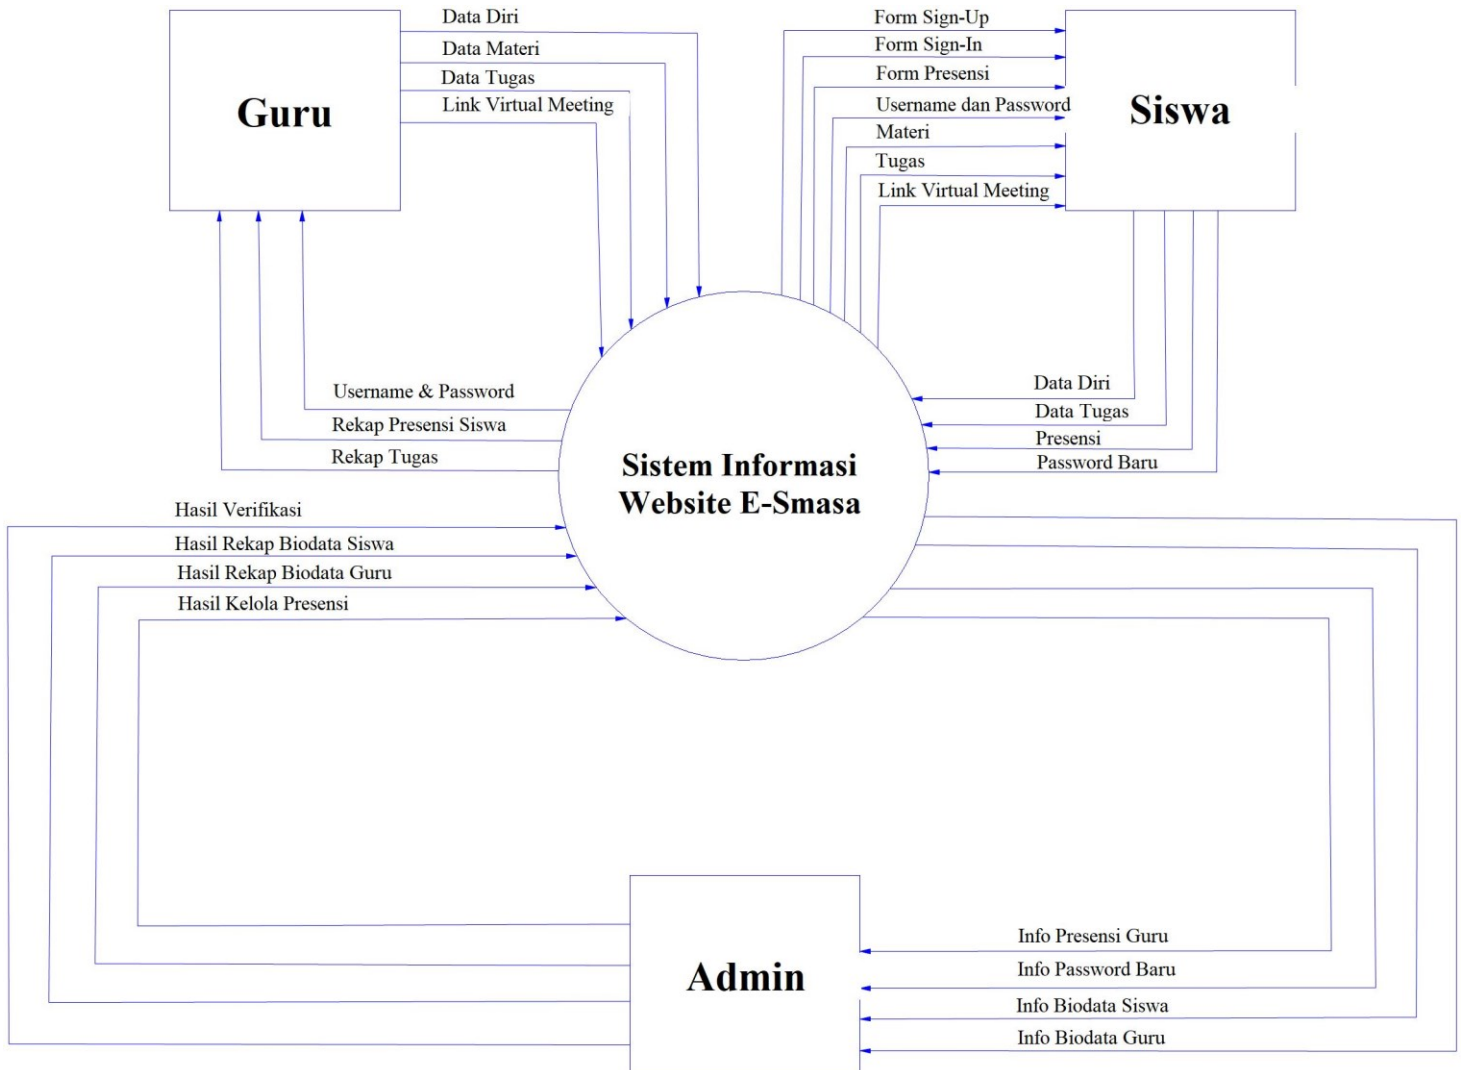 Data Diri
Data Materi
Data Tugas
Link Virtual Meeting
Guru
Form Sign-Up
Form Sign-In
Form Presensi
Username dan Password
Materi
Tugas
Link Virtual Meeting
Siswa
Username & Password
Rekap Presensi Siswa
Rekap Tugas
Data Diri
Data Tugas
Presensi
Password Baru
Sistem Informasi
Website E-Smasa
Hasil Verifikasi
Hasil Rekap Biodata Siswa
Hasil Rekap Biodata Guru
Hasil Kelola Presensi
Admin
Info Presensi Guru
Info Password Baru
Info Biodata Siswa
Info Biodata Guru